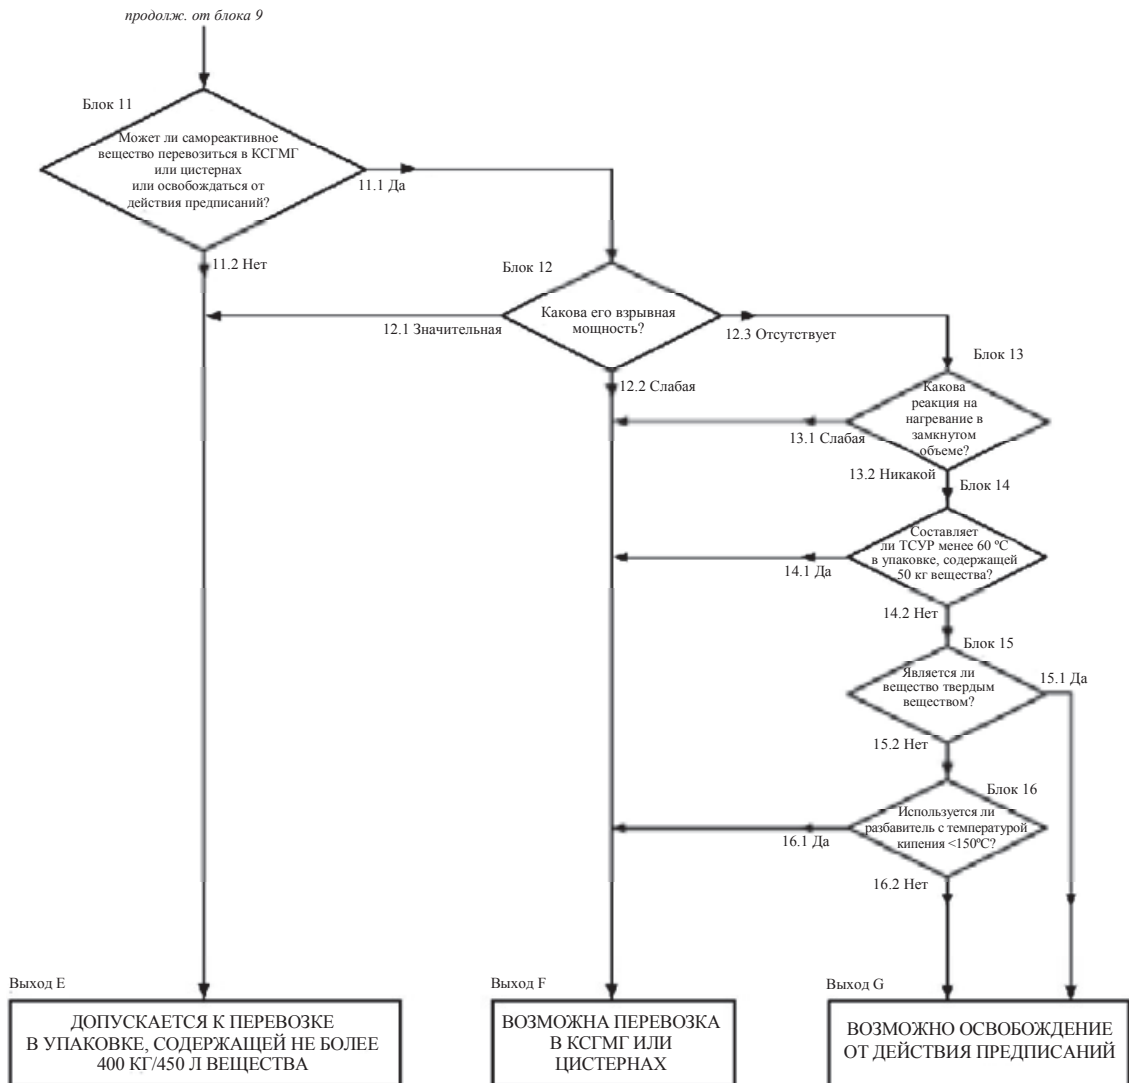 продолж. от блока 9
Блок 11
Может ли самореактивное
вещество перевозиться в КСГМГ
или цистернах
или освобождаться от
действия предписаний?
11.1 Да
11.2 Нет
Блок 12
Какова его взрывная
мощность?
12.1 Значительная
12.3 Отсутствует
12.2 Слабая
Блок 13
Какова
реакция на
нагревание в
замкнутом
объеме?
13.1 Слабая
13.2 Никакой
Блок 14
Составляет
ли ТСУР менее 60 ºC
в упаковке, содержащей
50 кг вещества?
14.1 Да
14.2 Нет
Блок 15
Является ли
вещество твердым
веществом?
15.1 Да
15.2 Нет
Блок 16
Используется ли
разбавитель с температурой
кипения <150ºC?
16.1 Да
16.2 Нет
Выход E
ДОПУСКАЕТСЯ К ПЕРЕВОЗКЕ
В УПАКОВКЕ, СОДЕРЖАЩЕЙ НЕ БОЛЕЕ
400 КГ/450 Л ВЕЩЕСТВА
Выход F
ВОЗМОЖНА ПЕРЕВОЗКА
В КСГМГ ИЛИ
ЦИСТЕРНАХ
Выход G
ВОЗМОЖНО ОСВОБОЖДЕНИЕ
ОТ ДЕЙСТВИЯ ПРЕДПИСАНИЙ